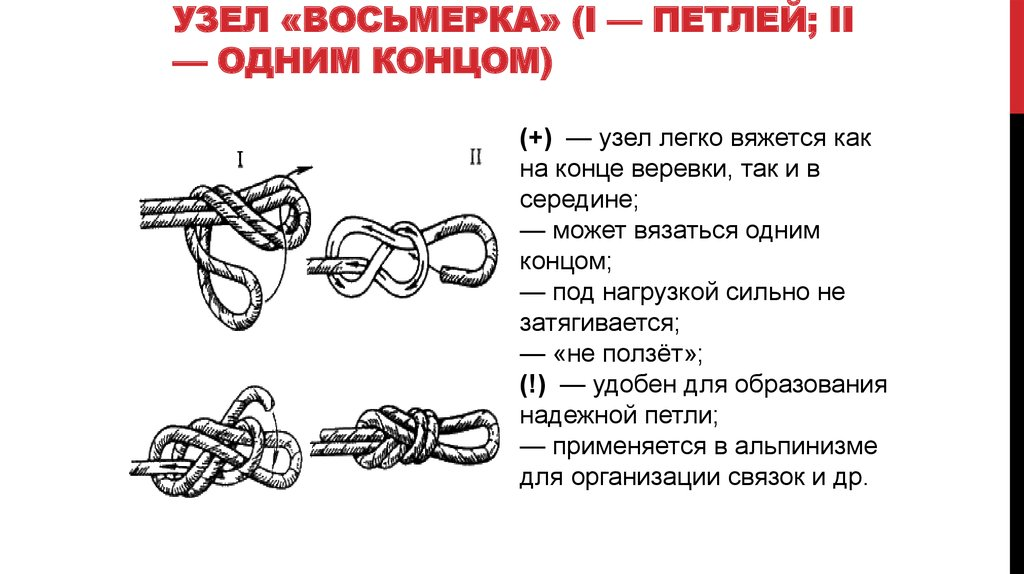 УЗЕЛ «ВОСЬМЕРКА» (I — ПЕТЛЕЙ; II
— ОДНИМ КОНЦОМ)
I
II
(+) — узел легко вяжется как
на конце веревки, так и в
середине;
— может вязаться одним
концом;
— под нагрузкой сильно не
затягивается;
— «не ползёт»;
(!) — удобен для образования
надежной петли;
— применяется в альпинизме
для организации связок и др.